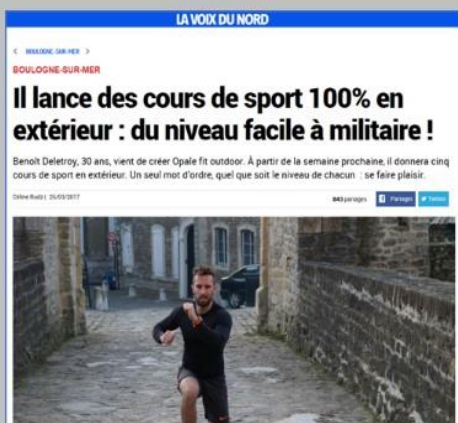 LA VOIX DU NORD
< BOULOGNE-SUR-MER >
BOULOGNE-SUR-MER
Il lance des cours de sport 100% en
extérieur : du niveau facile à militaire !
Benoît Deletroy, 30 ans, vient de créer Opale fit outdoor. À partir de la semaine prochaine, il donnera cinq
cours de sport en extérieur. Un seul mot d'ordre, quel que soit le niveau de chacun : se faire plaisir.
partages Partagez Twitter